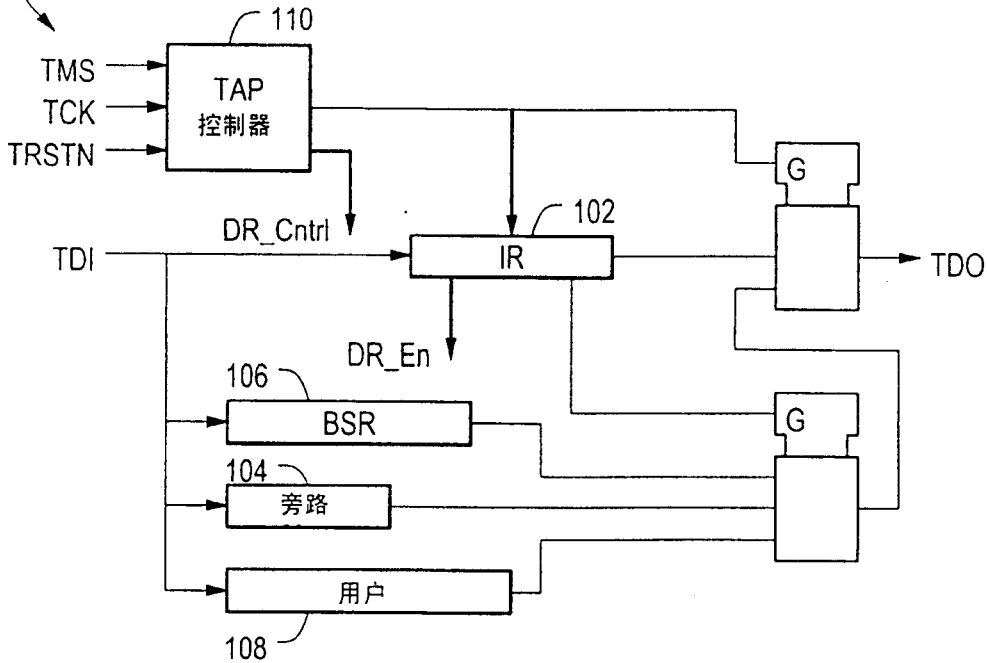 110
TMS
TCK
TRSTN
TAP
控制器
G
DR_Cntrl
102
TDI
IR
TDO
DR_En
106
BSR
G
104
旁路
用户
108